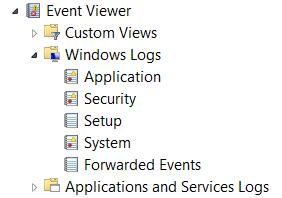 Event Viewer
Custom Views
Windows Logs
Application
Security
Setup
System
Forwarded Events
Applications and Services Logs